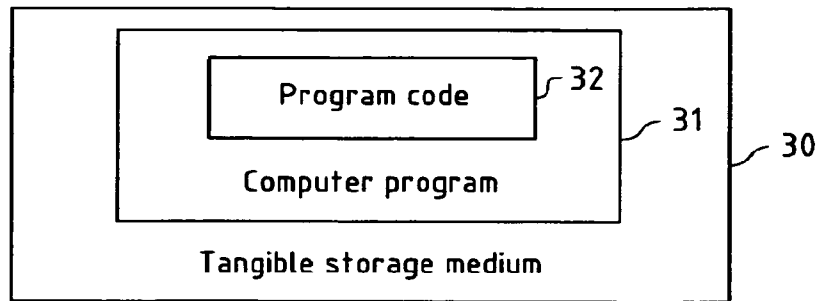 Program code
32
31
30
Computer program
Tangible storage medium